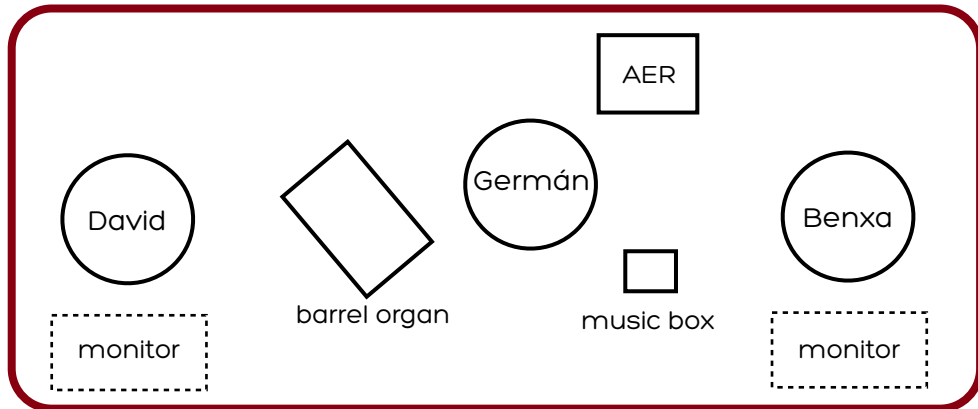 AER
Germán
David
Benxa
barrel organ
music box
monitor
monitor